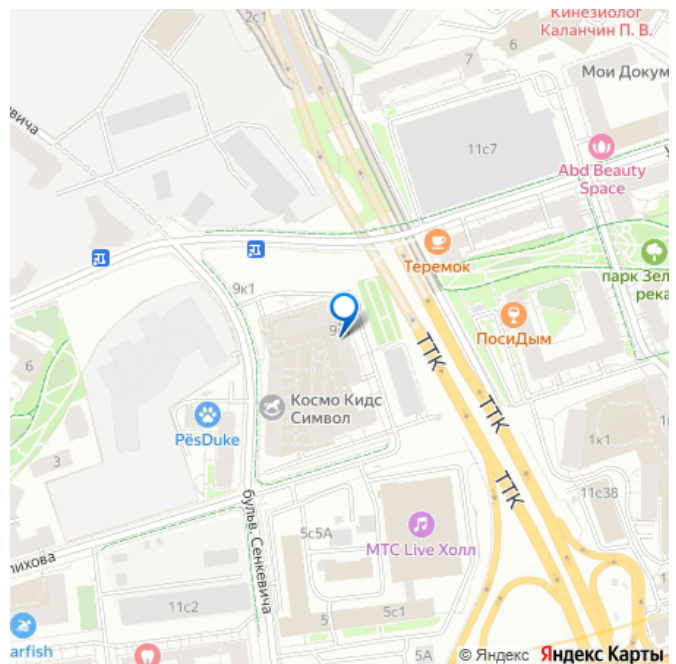 2с1
Кинезиолог
Каланчин П. В.
6
7
Мои Докум
евича
11с7
Abd Beauty
Space
У
Теремок
парк Зел
река
9к1
9
ПосиДым
ТТК
6
Космо Кидс
Символ
PёsDuke
ТТК
1к1
3
ТТК
11с38
5с5А
МТС Live Холл
бульв. Сенкевича
лихова
11с2
5
5с1
arfish
5А
© Яндекс Яндекс Карты